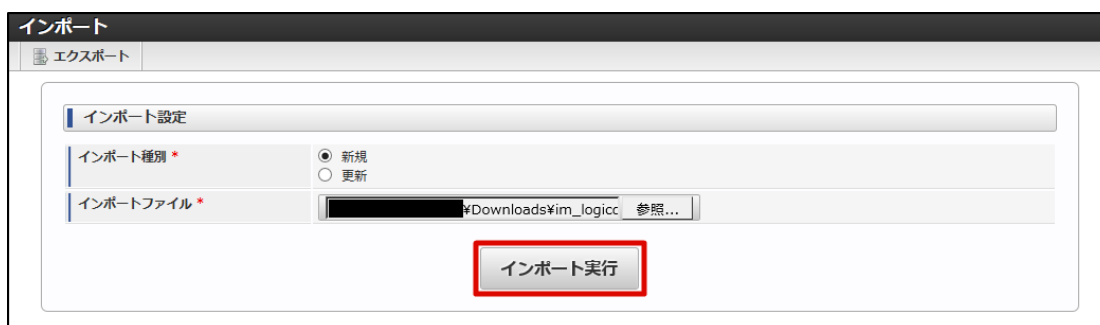 インポート
エクスポート
インポート設定
インポート種別 *
新規
更新
インポートファイル *
¥Downloads¥im_logic
参照...
インポート実行